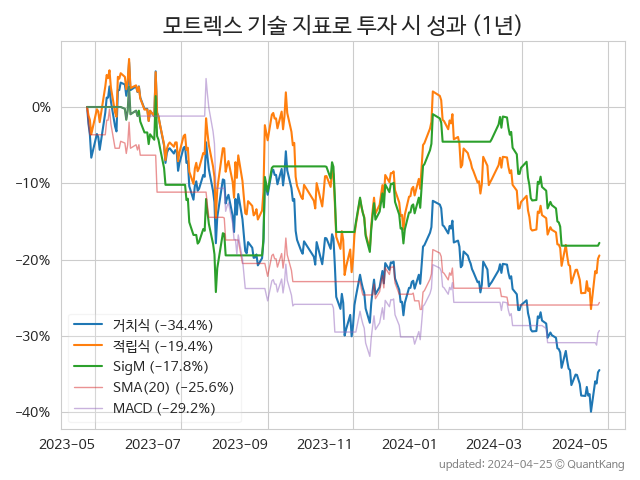 모트렉스 기술 지표로 투자 시 성과 (1년)
0%
−10%
−20%
−30%
−40%
거치식 (−34.4%)
적립식 (−19.4%)
SigM (−17.8%)
SMA(20) (−25.6%)
MACD (−29.2%)
2023−05 2023−07 2023−09 2023−11 2024−01 2024−03 2024−05
updated: 2024−04−25 © QuantKang